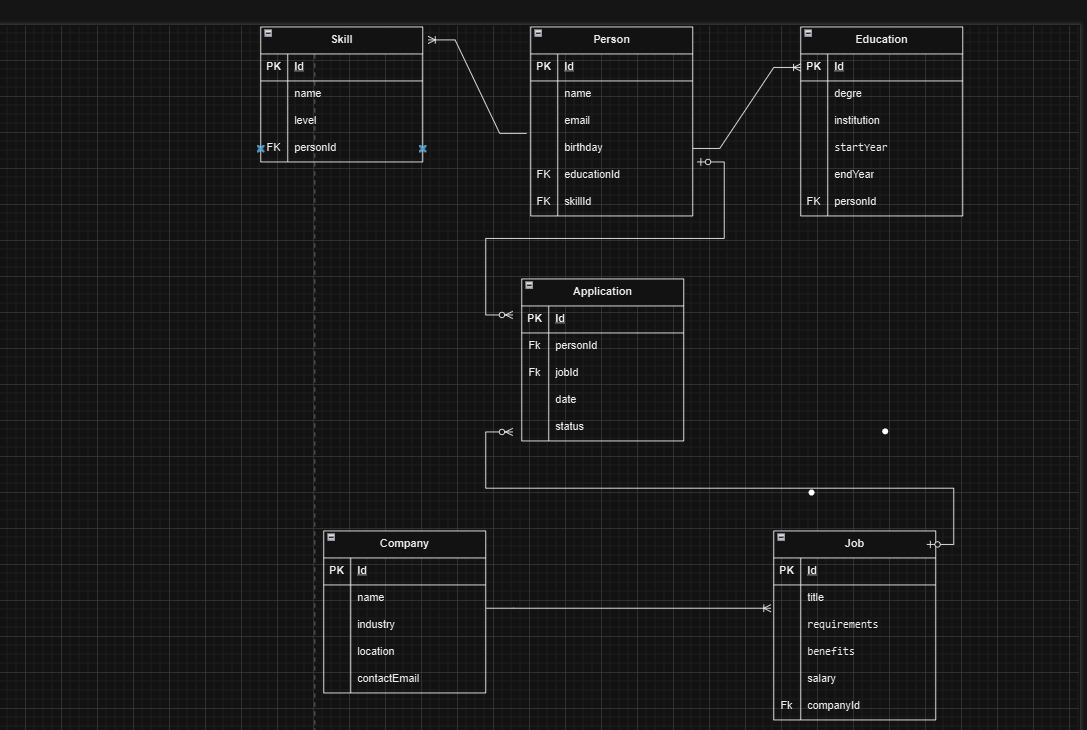 Skill
PK Id
name
level
FK personId
Person
PK Id
name
email
birthday
FK educationId
FK skillId
Education
PK Id
degre
institution
startYear
endYear
FK personId
Application
PK Id
Fk personId
Fk jobId
date
status
Company
PK Id
name
industry
location
contactEmail
Job
PK Id
title
requirements
benefits
salary
Fk companyId